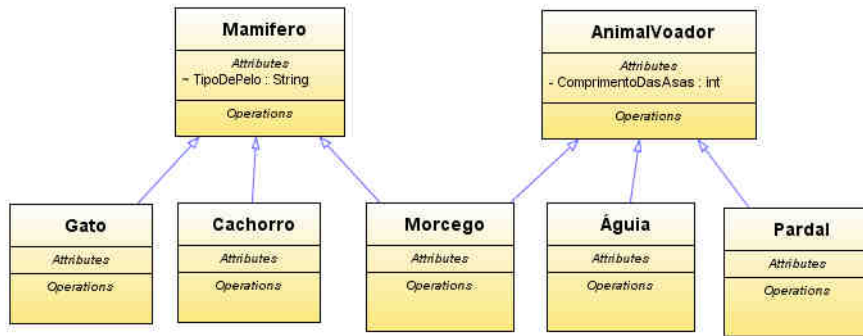 Mamifero
Attributes
~ TipoDePelo : String
Operations
AnimalVoador
Attributes
- ComprimentoDasAsas : int
Operations
Gato
Attributes
Operations
Cachorro
Attributes
Operations
Morcego
Attributes
Operations
Águia
Attributes
Operations
Pardal
Attributes
Operations